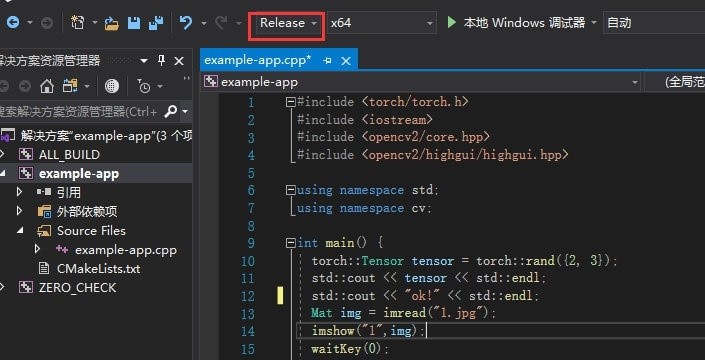 Release x64 本地 Windows 调试器 自动
解决方案资源管理器
example-app.cpp*
example-app (全局范
搜索解决方案资源管理器(Ctrl+
解决方案"example-app"(3 个项
ALL_BUILD
example-app
引用
外部依赖项
Source Files
example-app.cpp
CMakeLists.txt
ZERO_CHECK
1 #include <torch/torch.h>
2 #include <iostream>
3 #include <opencv2/core.hpp>
4 #include <opencv2/highgui/highgui.hpp>
5
6 using namespace std;
7 using namespace cv;
8
9 int main() {
10 torch::Tensor tensor = torch::rand({2, 3});
11 std::cout << tensor << std::endl;
12 std::cout << "ok!" << std::endl;
13 Mat img = imread("1.jpg");
14 imshow("1",img);
15 waitKey(0);